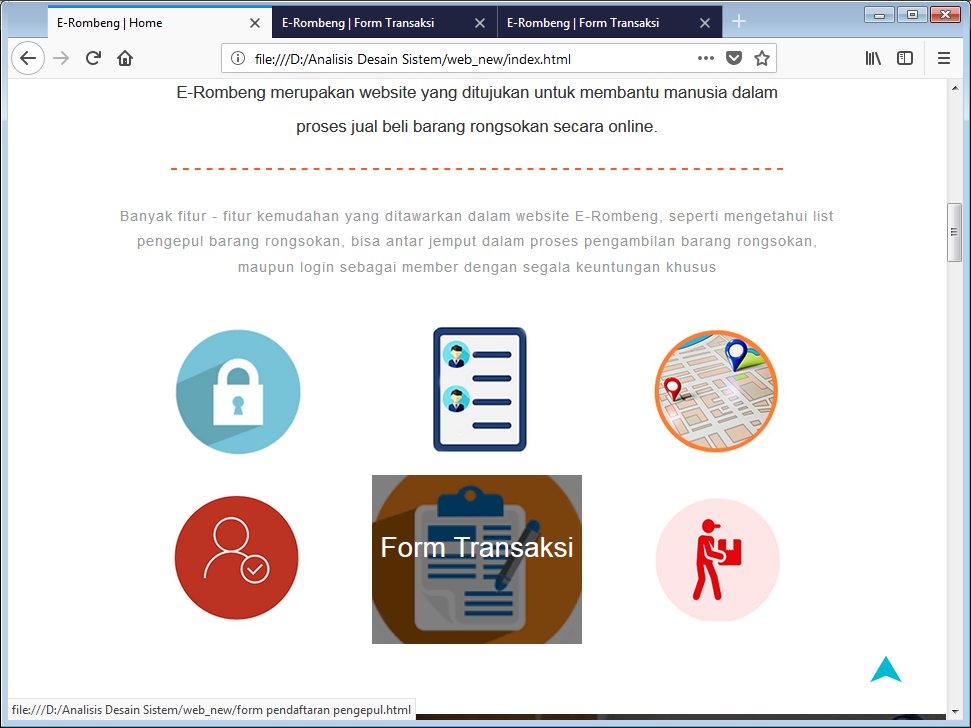 E-Rombeng | Home
E-Rombeng | Form Transaksi
E-Rombeng | Form Transaksi
file:///D:/Analisis Desain Sistem/web_new/index.html
E-Rombeng merupakan website yang ditujukan untuk membantu manusia dalam
proses jual beli barang rongsokan secara online.
Banyak fitur - fitur kemudahan yang ditawarkan dalam website E-Rombeng, seperti mengetahui list
pengepul barang rongsokan, bisa antar jemput dalam proses pengambilan barang rongsokan,
maupun login sebagai member dengan segala keuntungan khusus
Form Transaksi
file:///D:/Analisis Desain Sistem/web_new/form pendaftaran pengepul.html